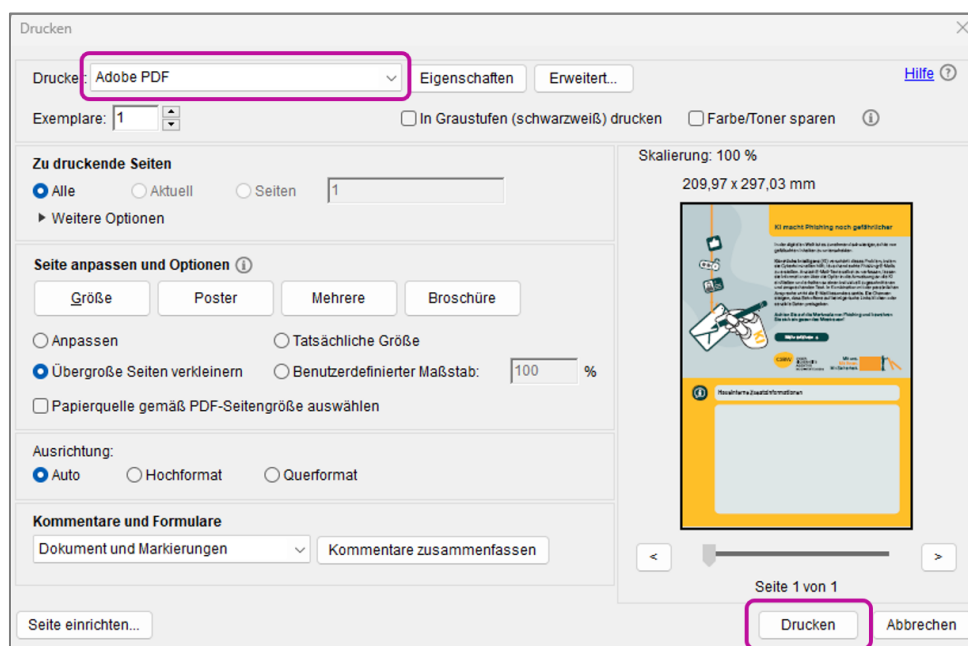 Drucken
Drucker: Adobe PDF Eigenschaften Erweitert... Hilfe
Exemplare: 1 In Graustufen (schwarzweiß) drucken Farbe/Toner sparen
Zu druckende Seiten
Alle Aktuell Seiten 1
Weitere Optionen
Seite anpassen und Optionen
Größe Poster Mehrere Broschüre
Anpassen Tatsächliche Größe
Übergroße Seiten verkleinern Benutzerdefinierter Maßstab: 100 %
Papierquelle gemäß PDF-Seitengröße auswählen
Ausrichtung:
Auto Hochformat Querformat
Kommentare und Formulare
Dokument und Markierungen Kommentare zusammenfassen
Seite einrichten...
Skalierung: 100 %
209,97 x 297,03 mm
KI macht Phishing noch gefährlicher
KI
Hausinterne Zusatzinformationen
< >
Seite 1 von 1
Drucken Abbrechen